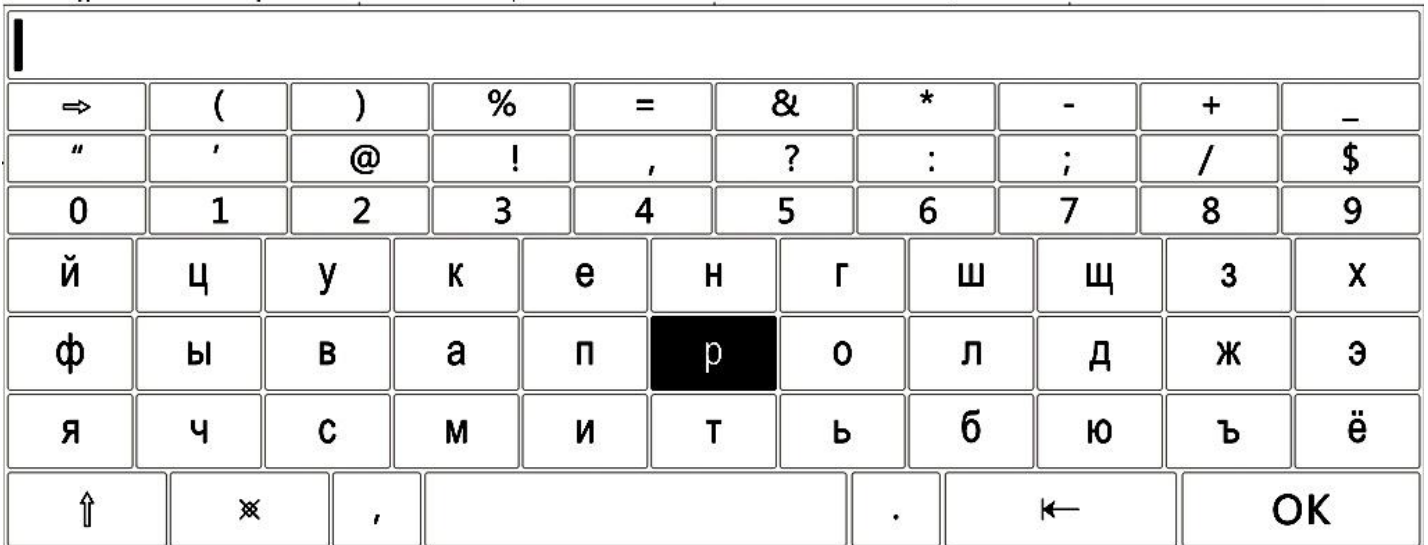 ⇨ ( ) % = & * - + _
" ' @ ! , ? : ; / $
0 1 2 3 4 5 6 7 8 9
й ц у к е н г ш щ з х
ф ы в а п р о л д ж э
я ч с м и т ь б ю ъ ё
⇧ ※ , . ⇤ OK